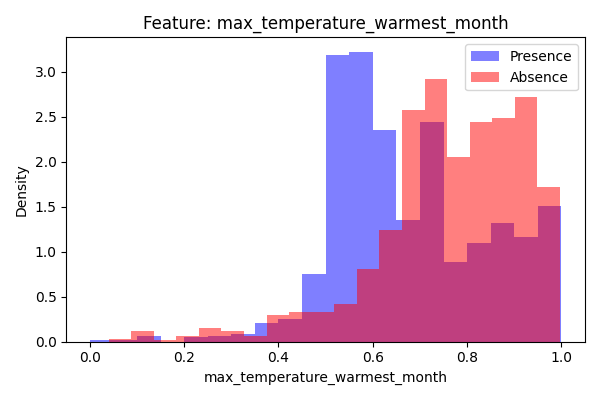 Feature: max_temperature_warmest_month
Presence
Absence
3.0
2.5
2.0
1.5
1.0
0.5
0.0
Density
0.0 0.2 0.4 0.6 0.8 1.0
max_temperature_warmest_month